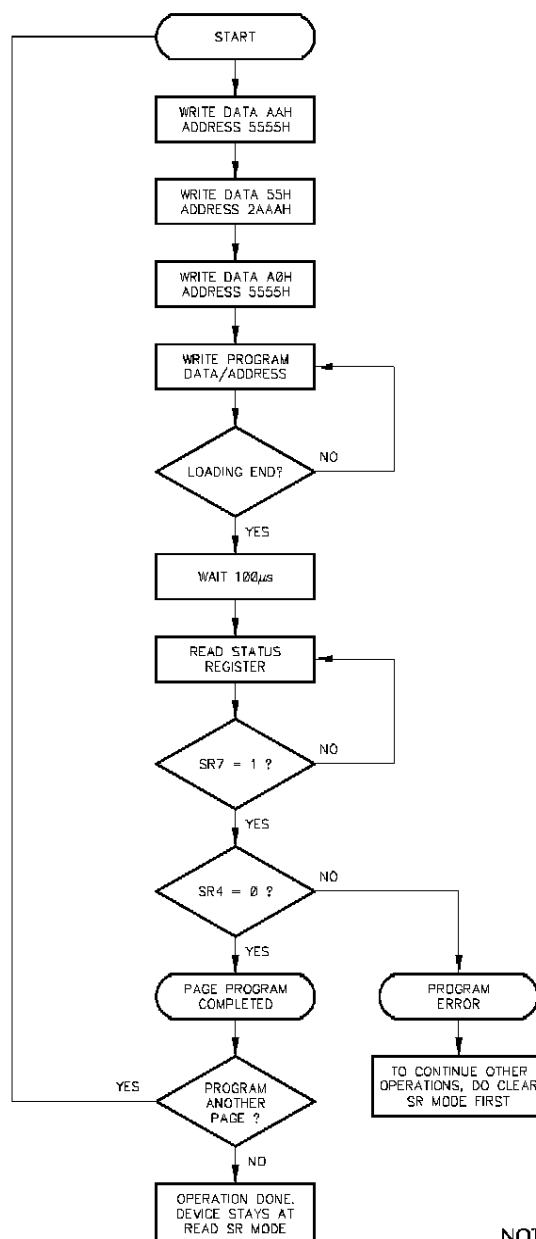 START
WRITE DATA AAH
ADDRESS 5555H
WRITE DATA 55H
ADDRESS 2AAAH
WRITE DATA A0H
ADDRESS 5555H
WRITE PROGRAM
DATA/ADDRESS
NO
LOADING END?
YES
WAIT 100µs
READ STATUS
REGISTER
NO
SR7 = 1 ?
YES
NO
SR4 = 0 ?
YES
PAGE PROGRAM
COMPLETED
PROGRAM
ERROR
YES
PROGRAM
ANOTHER
PAGE ?
TO CONTINUE OTHER
OPERATIONS, DO CLEAR
SR MODE FIRST
NO
OPERATION DONE.
DEVICE STAYS AT
READ SR MODE